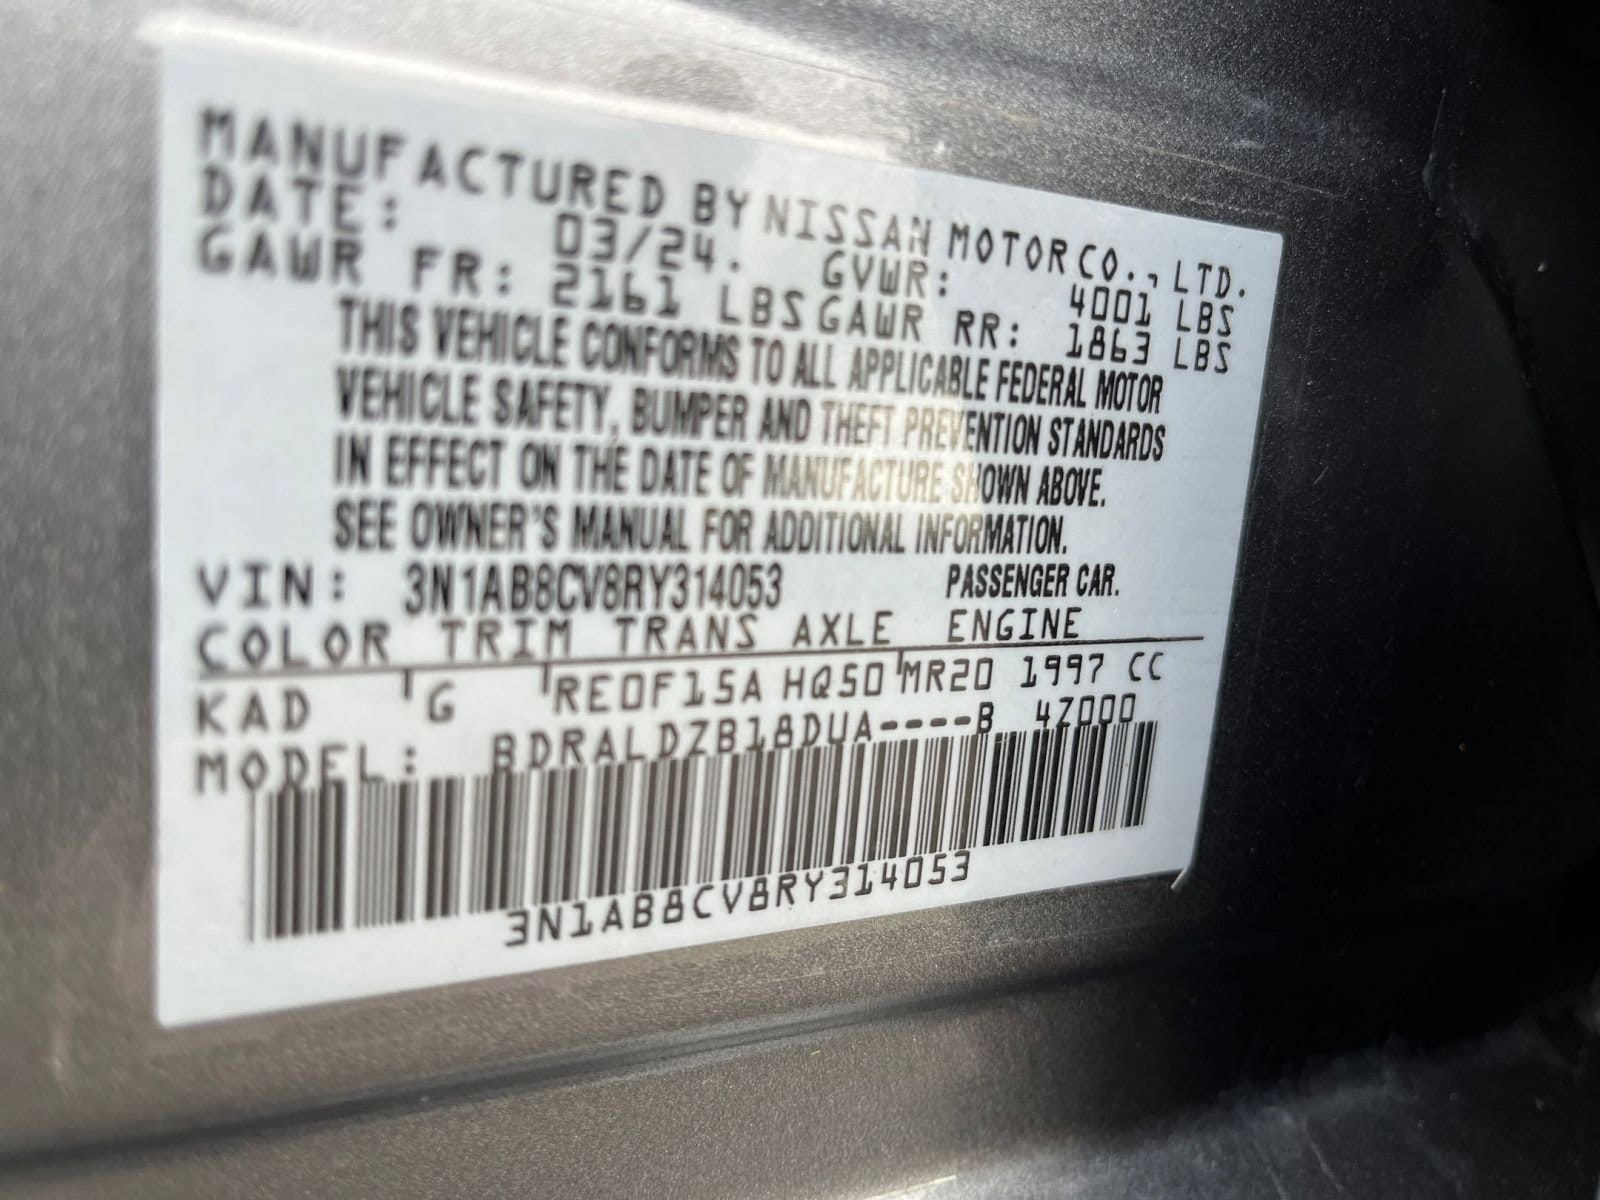 MANUFACTURED BY NISSAN MOTOR CO., LTD.
DATE: 03/24. GVWR: 4001 LBS
GAWR FR: 2161 LBS GAWR RR: 1863 LBS
THIS VEHICLE CONFORMS TO ALL APPLICABLE FEDERAL MOTOR
VEHICLE SAFETY, BUMPER AND THEFT PREVENTION STANDARDS
IN EFFECT ON THE DATE OF MANUFACTURE SHOWN ABOVE.
SEE OWNER'S MANUAL FOR ADDITIONAL INFORMATION.
VIN: 3N1AB8CV8RY314053 PASSENGER CAR.
COLOR TRIM TRANS AXLE ENGINE
KAD G RE0F15A HQ50 MR20 1997 CC
MODEL: BDRALDZB18DUA----B 4Z000
3N1AB8CV8RY314053